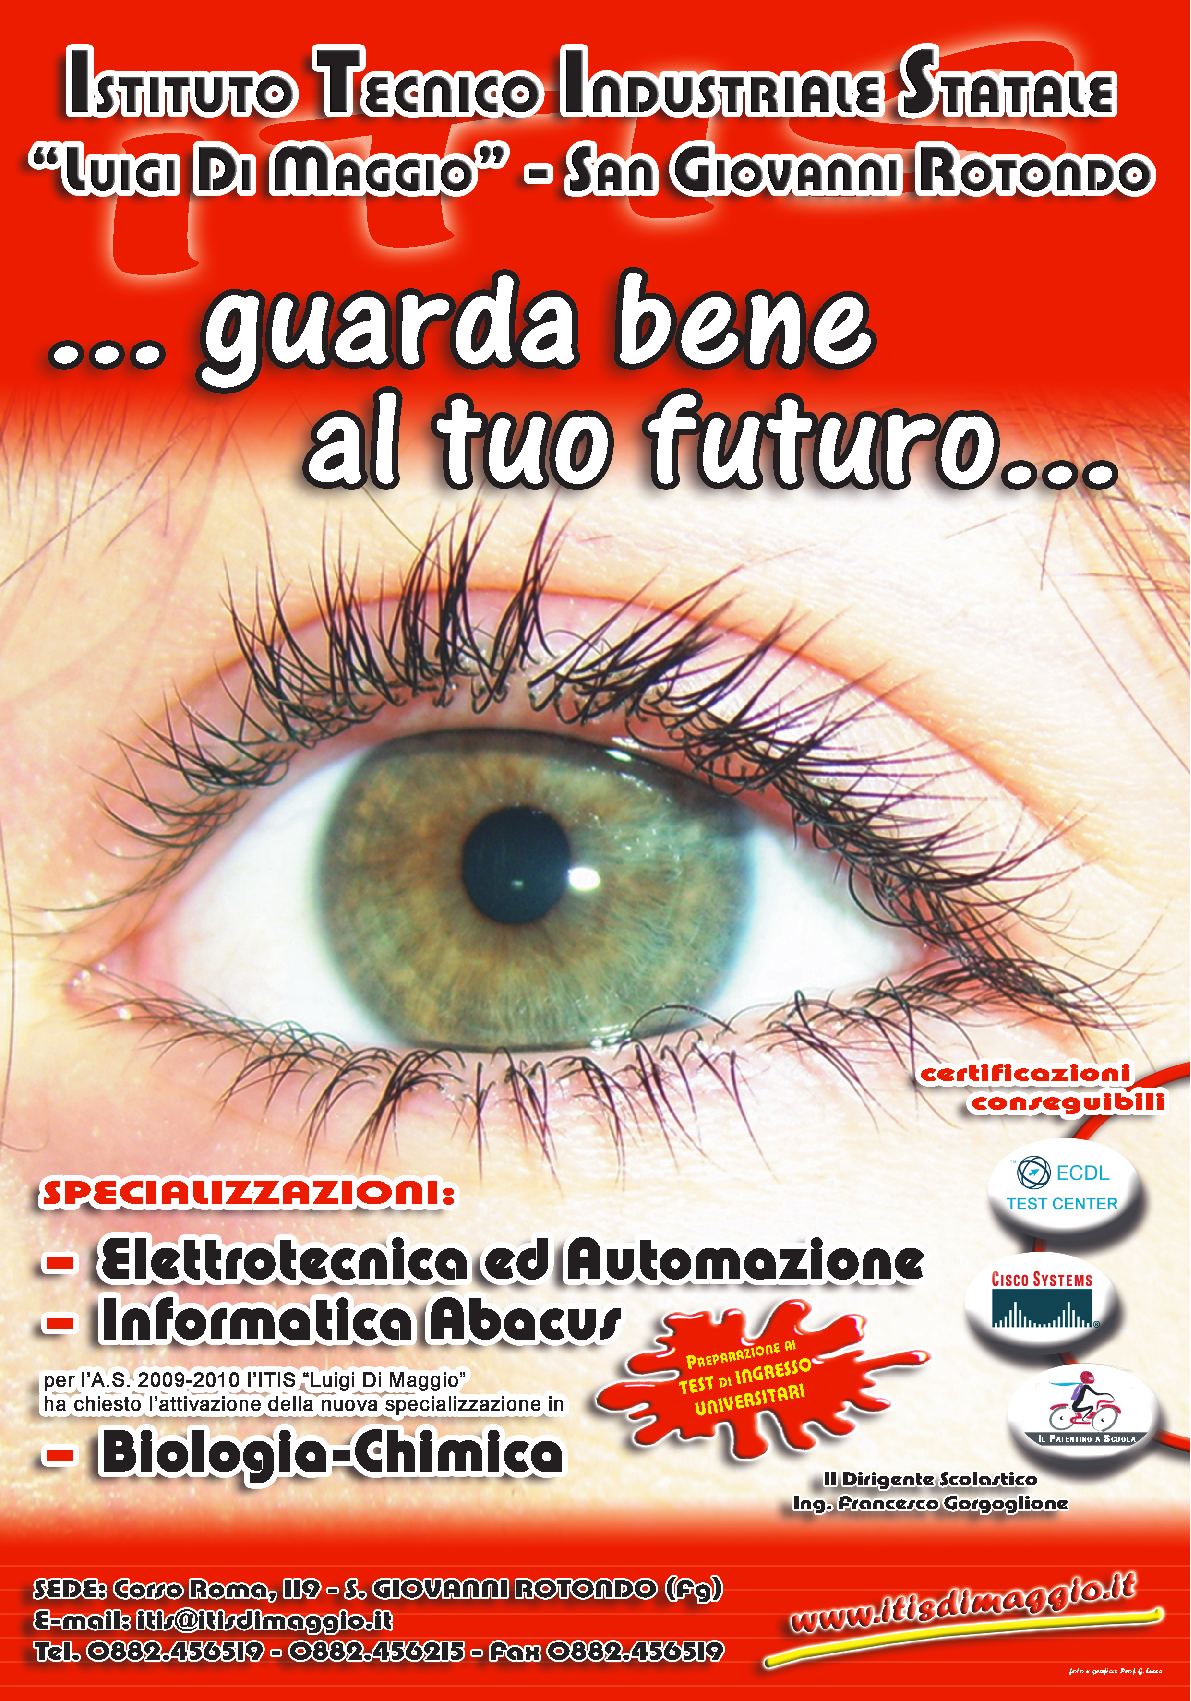 ITIS
Istituto Tecnico Industriale Statale
“Luigi Di Maggio” - San Giovanni Rotondo
... guarda bene
al tuo futuro...
certificazioni
conseguibili
ECDL
TEST CENTER
CISCO SYSTEMS
®
IL PATENTINO A SCUOLA
SPECIALIZZAZIONI:
- Elettrotecnica ed Automazione
- Informatica Abacus
PREPARAZIONE AI
TEST DI INGRESSO
UNIVERSITARI
per l'A.S. 2009-2010 l'ITIS “Luigi Di Maggio”
ha chiesto l'attivazione della nuova specializzazione in
- Biologia-Chimica
Il Dirigente Scolastico
Ing. Francesco Gorgoglione
SEDE: Corso Roma, 119 - S. GIOVANNI ROTONDO (Fg)
E-mail: itis@itisdimaggio.it
Tel. 0882.456519 - 0882.456215 - Fax 0882.456519
www.itisdimaggio.it
foto e grafica: Prof. G.